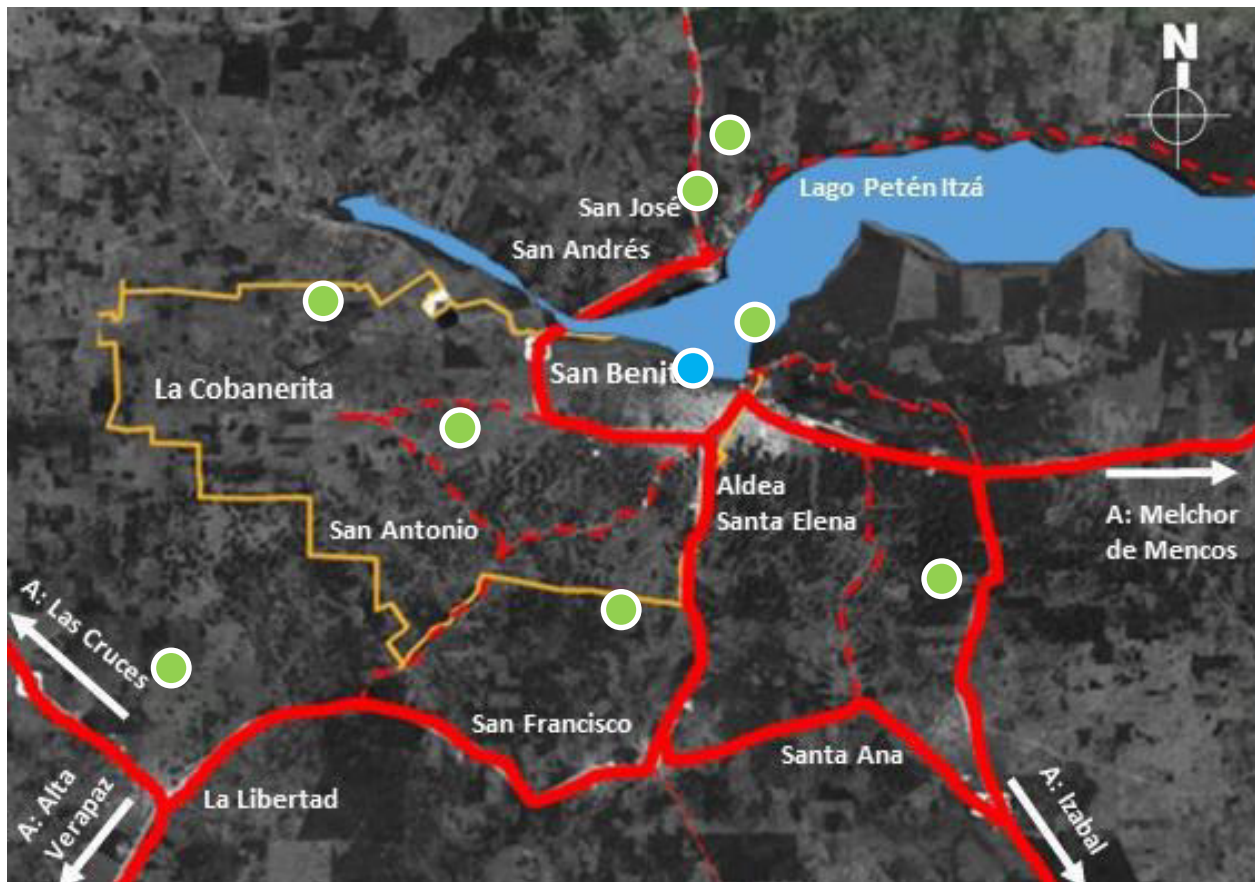 N
Lago Petén Itzá
San José
San Andrés
San Benit
La Cobanerita
Aldea
Santa Elena
San Antonio
A: Melchor
de Mencos
A: Las Cruces
San Francisco
Santa Ana
La Libertad
A: Alta
Verapaz
A: Izabal